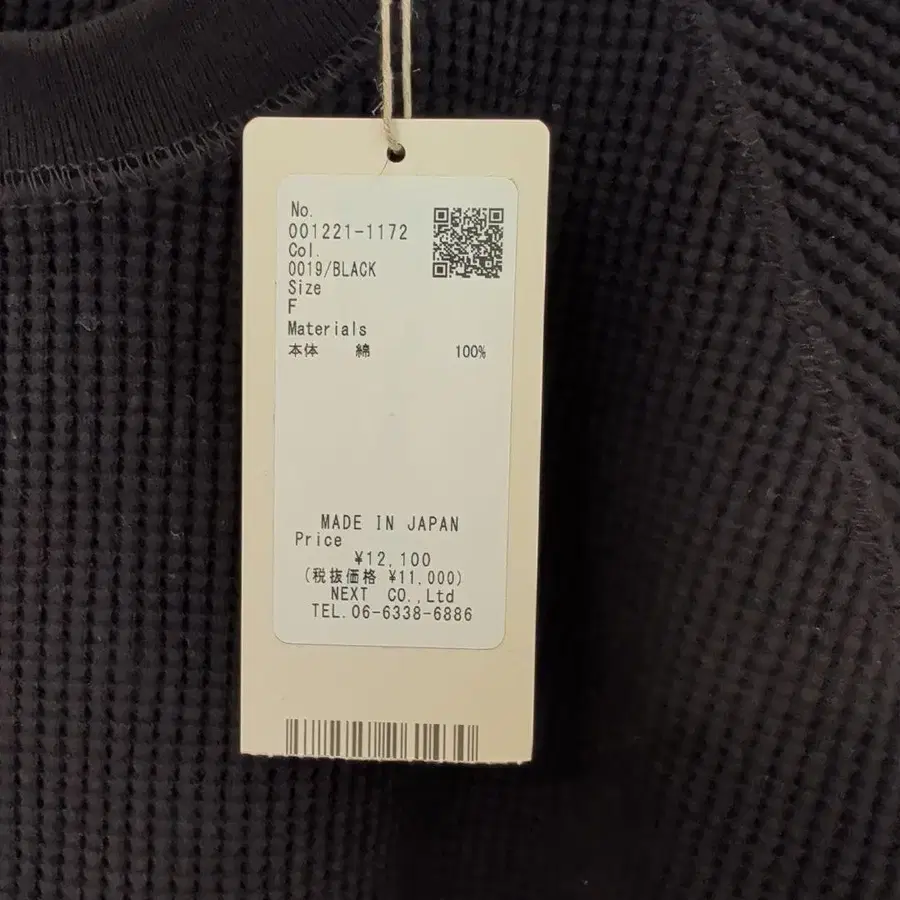 No.
001221-1172
Col.
0019/BLACK
Size
F
Materials
本体 綿 100%
MADE IN JAPAN
Price
¥12,100
(税抜価格 ¥11,000)
NEXT CO.,Ltd
TEL.06-6338-6886